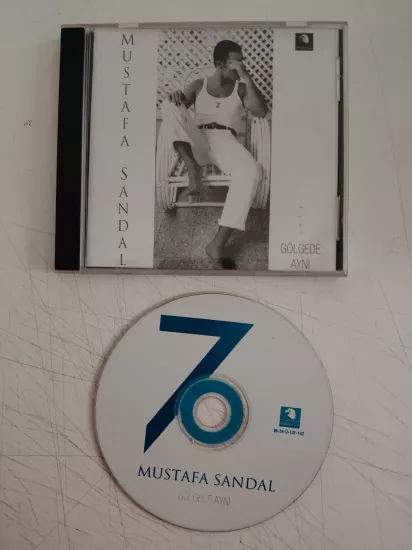 MUSTAFA SANDAL
GÖLGEDE
AYNI
7
MUSTAFA SANDAL
GÖLGEDE AYNI